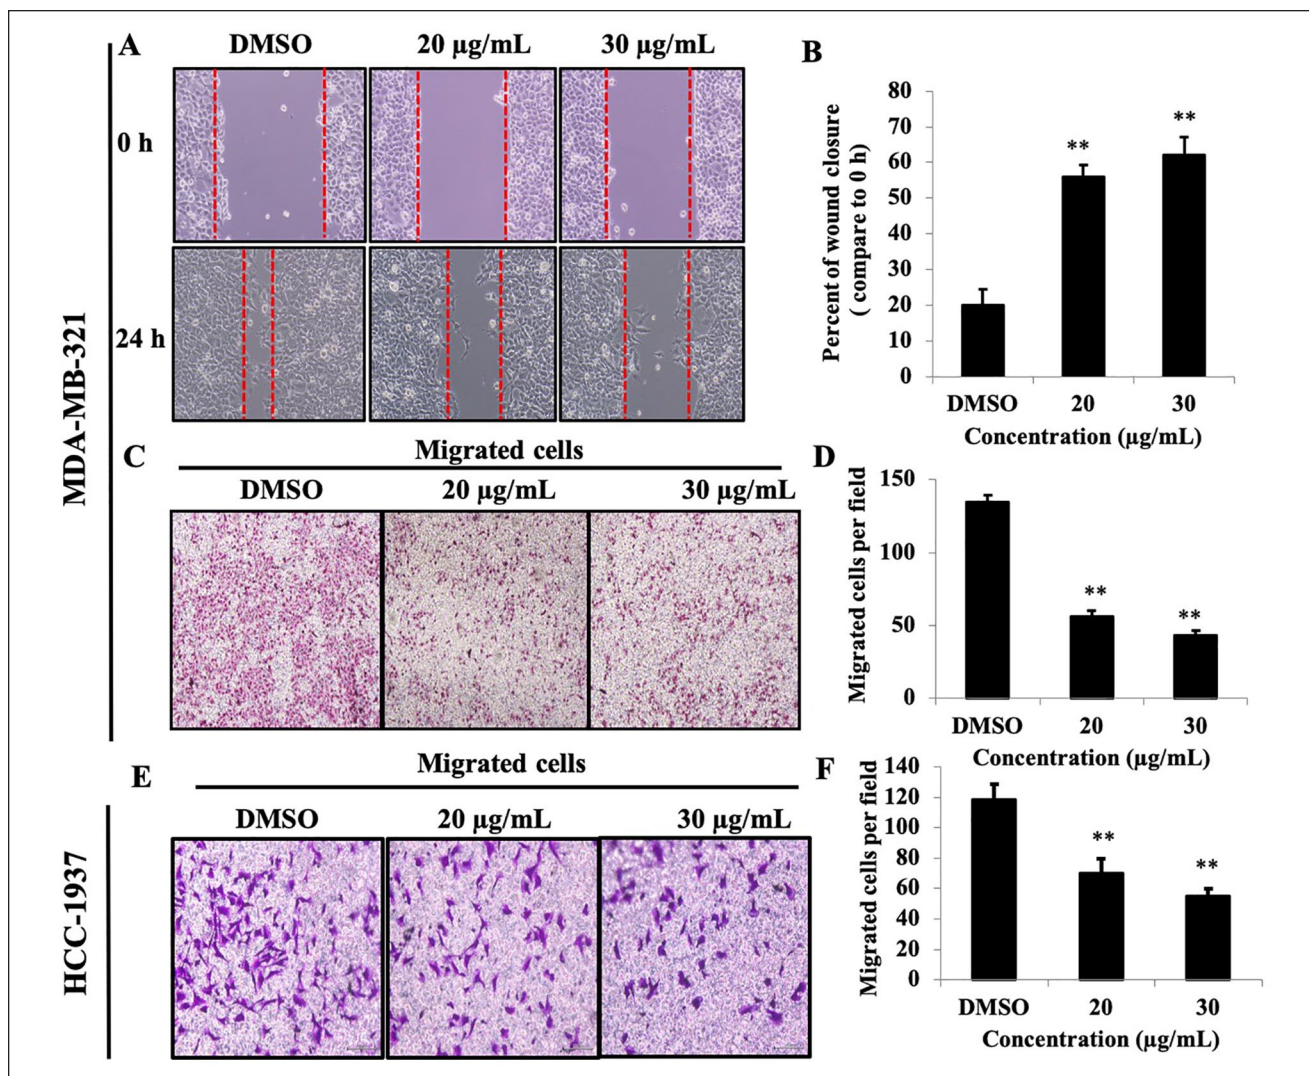 A
DMSO
20 µg/mL
30 µg/mL
0 h
24 h
MDA-MB-321
B
Percent of wound closure
( compare to 0 h)
80
70
60
50
40
30
20
10
0
**
**
DMSO
20
30
Concentration (µg/mL)
C
Migrated cells
DMSO
20 µg/mL
30 µg/mL
D
Migrated cells per field
150
100
50
0
**
**
DMSO
20
30
Concentration (µg/mL)
E
Migrated cells
DMSO
20 µg/mL
30 µg/mL
HCC-1937
F
Migrated cells per field
140
120
100
80
60
40
20
0
**
**
DMSO
20
30
Concentration (µg/mL)